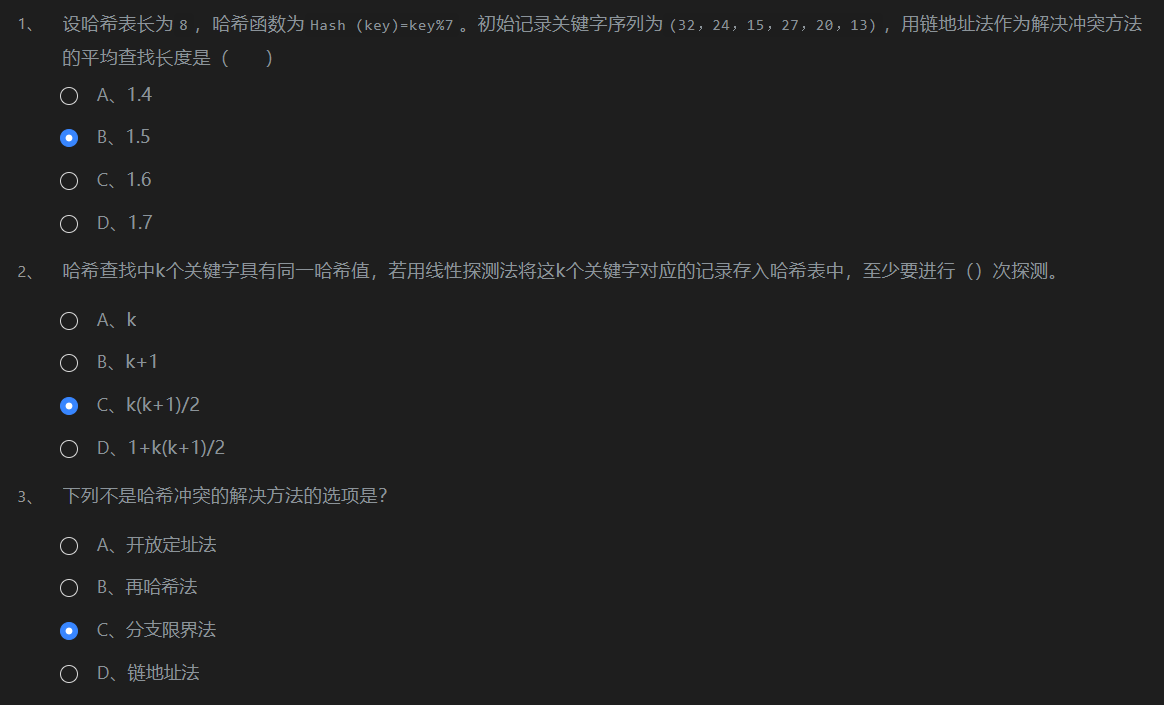 1、 设哈希表长为 8 ，哈希函数为 Hash (key)=key%7 。初始记录关键字序列为 (32，24，15，27，20，13) ，用链地址法作为解决冲突方法
的平均查找长度是（ ）
A、1.4
B、1.5
C、1.6
D、1.7
2、 哈希查找中k个关键字具有同一哈希值，若用线性探测法将这k个关键字对应的记录存入哈希表中，至少要进行（）次探测。
A、k
B、k+1
C、k(k+1)/2
D、1+k(k+1)/2
3、 下列不是哈希冲突的解决方法的选项是？
A、开放定址法
B、再哈希法
C、分支限界法
D、链地址法